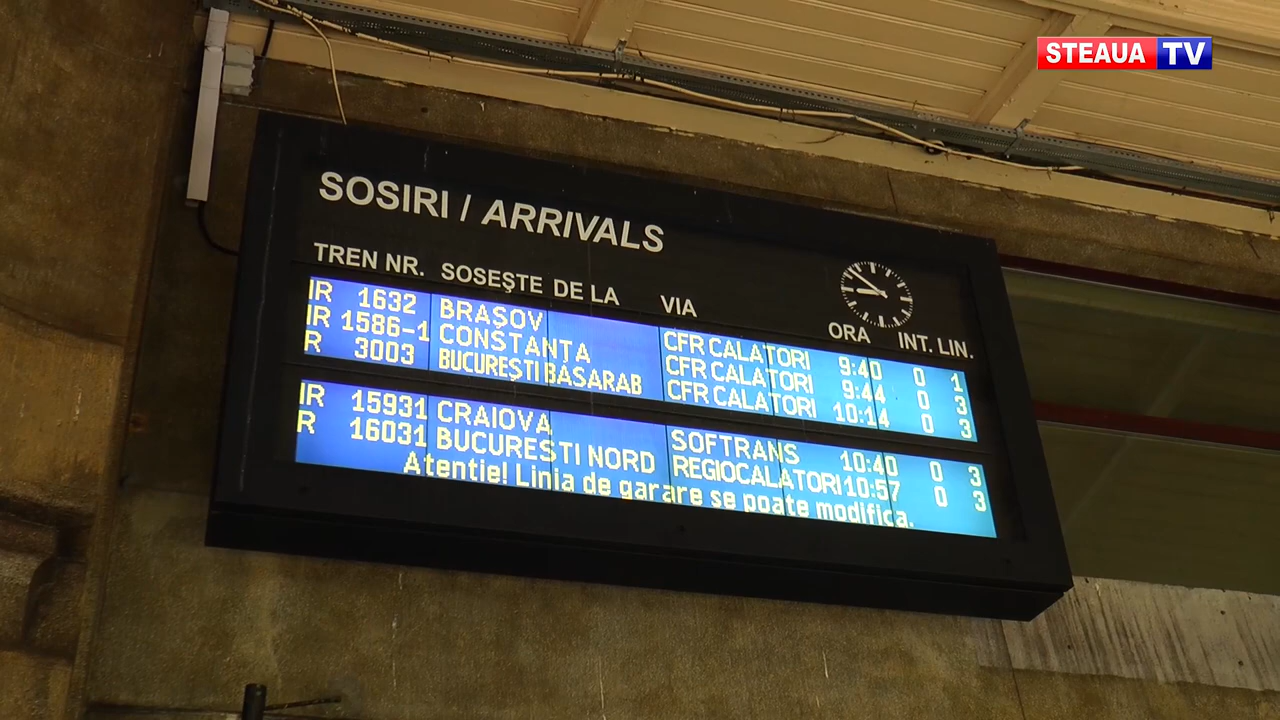 STEAUA TV
SOSIRI / ARRIVALS
TREN NR. SOSEŞTE DE LA VIA ORA INT. LIN.
IR 1632 BRAŞOV CFR CALATORI 9:40 0 1
IR 1586-1 CONSTANŢA CFR CALATORI 9:44 0 3
R 3003 BUCUREŞTI BASARAB CFR CALATORI 10:14 0 3
IR 15931 CRAIOVA SOFTRANS 10:40 0 3
R 16031 BUCURESTI NORD REGIOCALATORI 10:57 0 3
Atentie! Linia de garare se poate modifica.